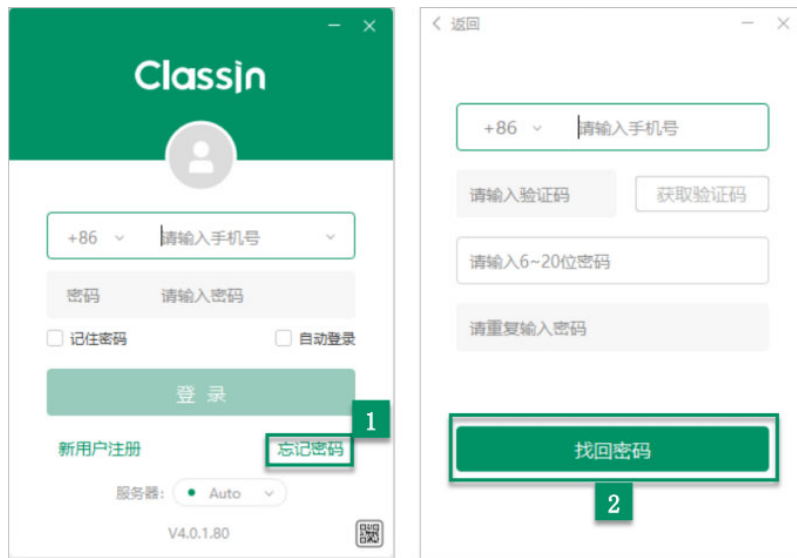 ClassIn
+86 请输入手机号
密码 请输入密码
记住密码 自动登录
登 录
1
新用户注册 忘记密码
服务器: Auto
V4.0.1.80
返回
+86 请输入手机号
请输入验证码 获取验证码
请输入6~20位密码
请重复输入密码
找回密码
2